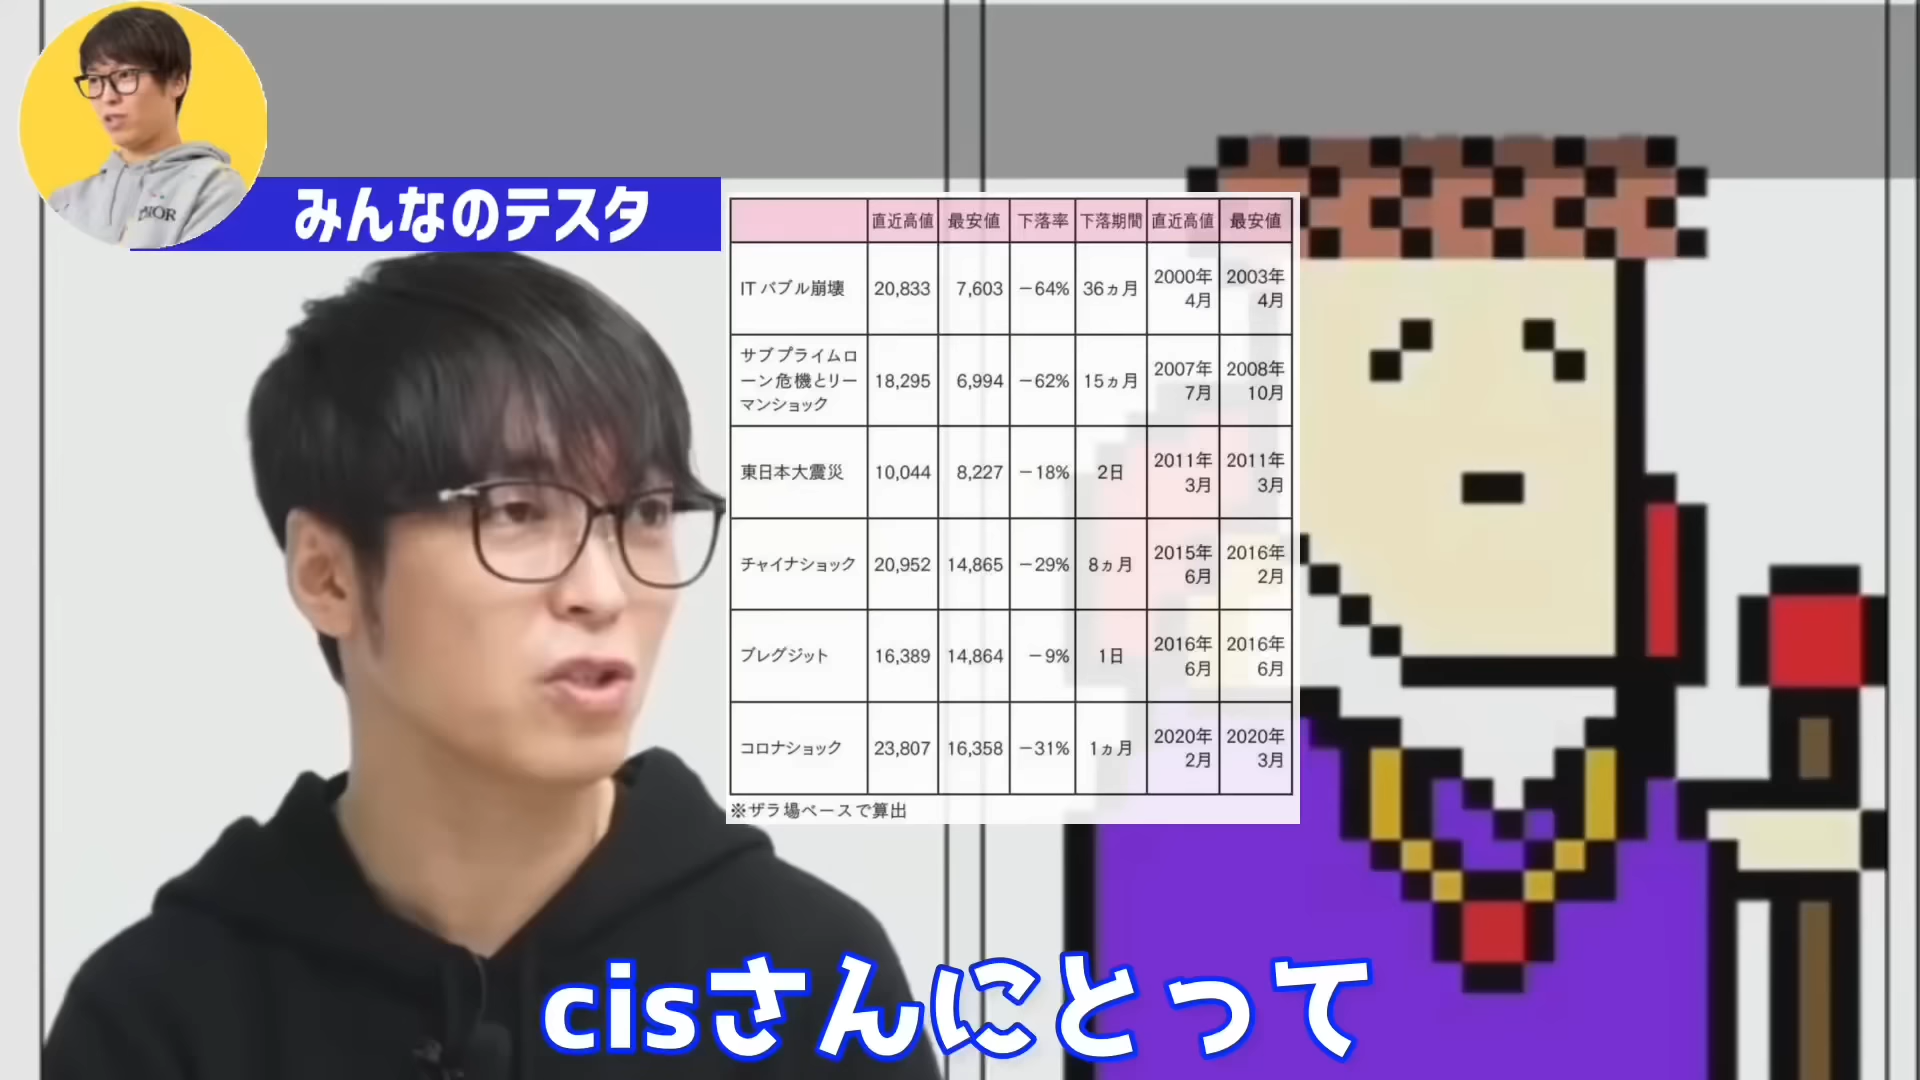 みんなのテスタ
直近高値 最安値 下落率 下落期間 直近高値 最安値
ITバブル崩壊 20,833 7,603 −64% 36ヵ月 2000年4月 2003年4月
サブプライムローン危機とリーマンショック 18,295 6,994 −62% 15ヵ月 2007年7月 2008年10月
東日本大震災 10,044 8,227 −18% 2日 2011年3月 2011年3月
チャイナショック 20,952 14,865 −29% 8ヵ月 2015年6月 2016年2月
ブレグジット 16,389 14,864 −9% 1日 2016年6月 2016年6月
コロナショック 23,807 16,358 −31% 1ヵ月 2020年2月 2020年3月
※ザラ場ベースで算出
cisさんにとって